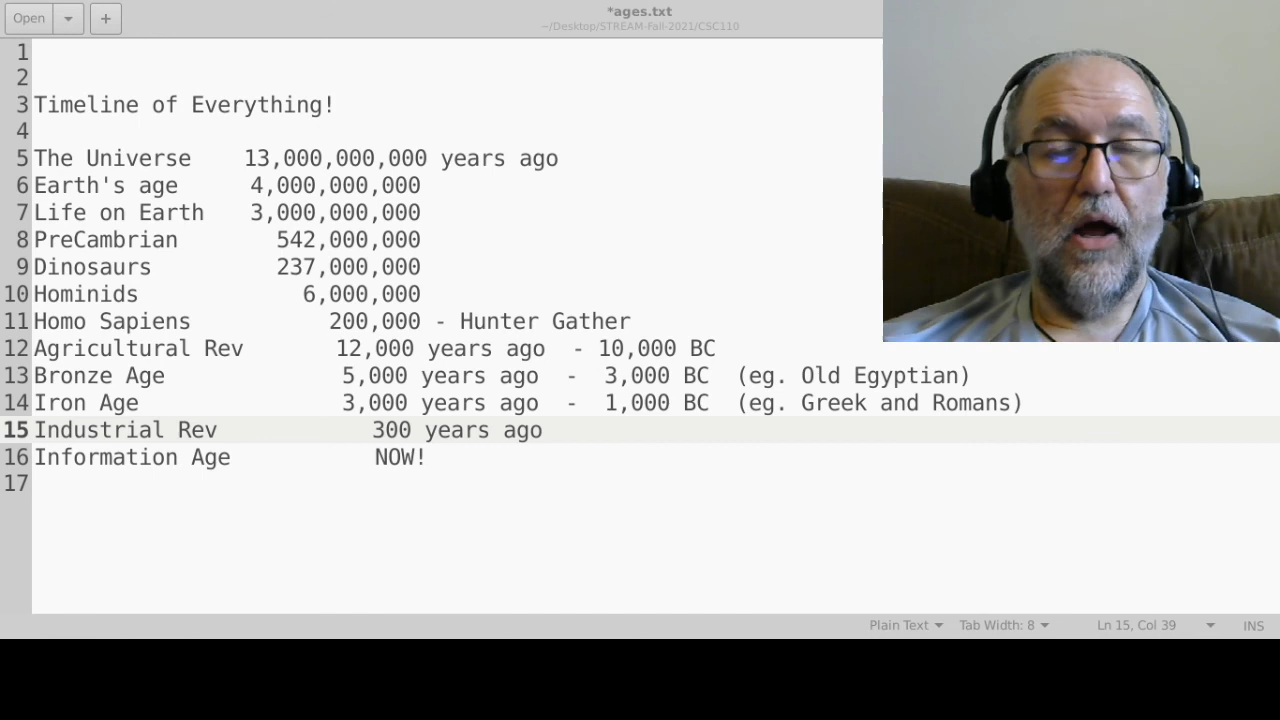 Open
+
*ages.txt
~/Desktop/STREAM-Fall-2021/CSC110
1
2
3 Timeline of Everything!
4
5 The Universe 13,000,000,000 years ago
6 Earth's age 4,000,000,000
7 Life on Earth 3,000,000,000
8 PreCambrian 542,000,000
9 Dinosaurs 237,000,000
10 Hominids 6,000,000
11 Homo Sapiens 200,000 - Hunter Gather
12 Agricultural Rev 12,000 years ago - 10,000 BC
13 Bronze Age 5,000 years ago - 3,000 BC (eg. Old Egyptian)
14 Iron Age 3,000 years ago - 1,000 BC (eg. Greek and Romans)
15 Industrial Rev 300 years ago
16 Information Age NOW!
17
Plain Text Tab Width: 8 Ln 15, Col 39 INS